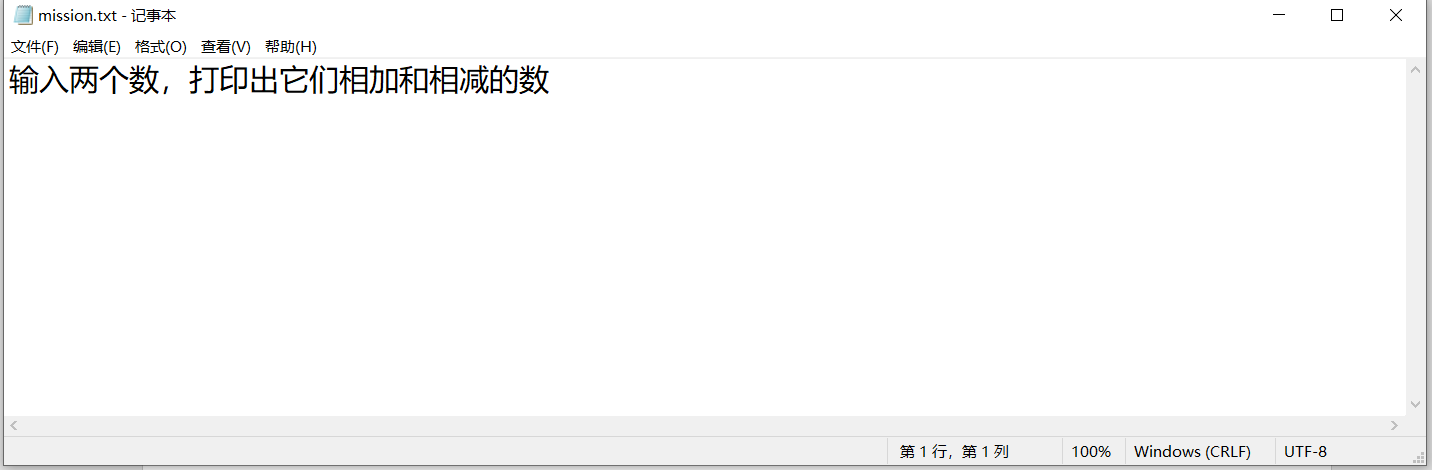 mission.txt - 记事本
文件(F) 编辑(E) 格式(O) 查看(V) 帮助(H)
输入两个数，打印出它们相加和相减的数
第 1 行，第 1 列 100% Windows (CRLF) UTF-8